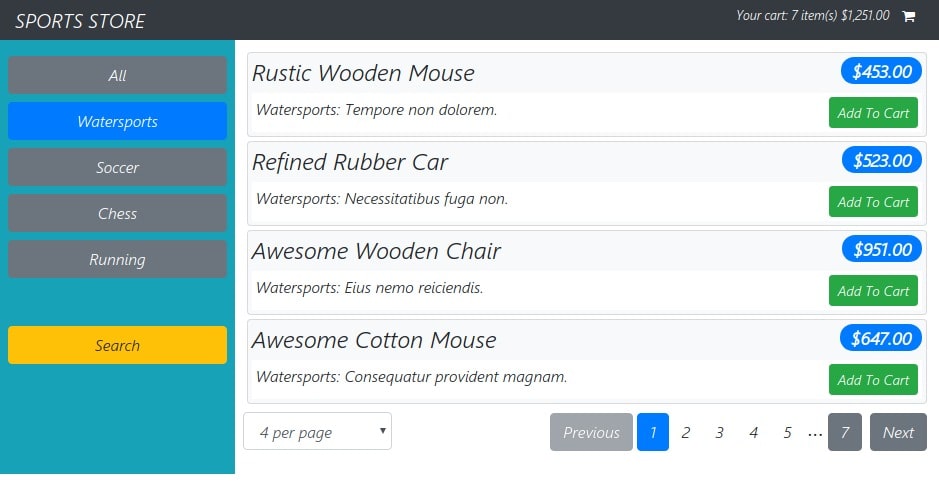 SPORTS STORE
Your cart: 7 item(s) $1,251.00
All
Watersports
Soccer
Chess
Running
Search
Rustic Wooden Mouse
$453.00
Watersports: Tempore non dolorem.
Add To Cart
Refined Rubber Car
$523.00
Watersports: Necessitatibus fuga non.
Add To Cart
Awesome Wooden Chair
$951.00
Watersports: Eius nemo reiciendis.
Add To Cart
Awesome Cotton Mouse
$647.00
Watersports: Consequatur provident magnam.
Add To Cart
4 per page
Previous 1 2 3 4 5 ... 7 Next